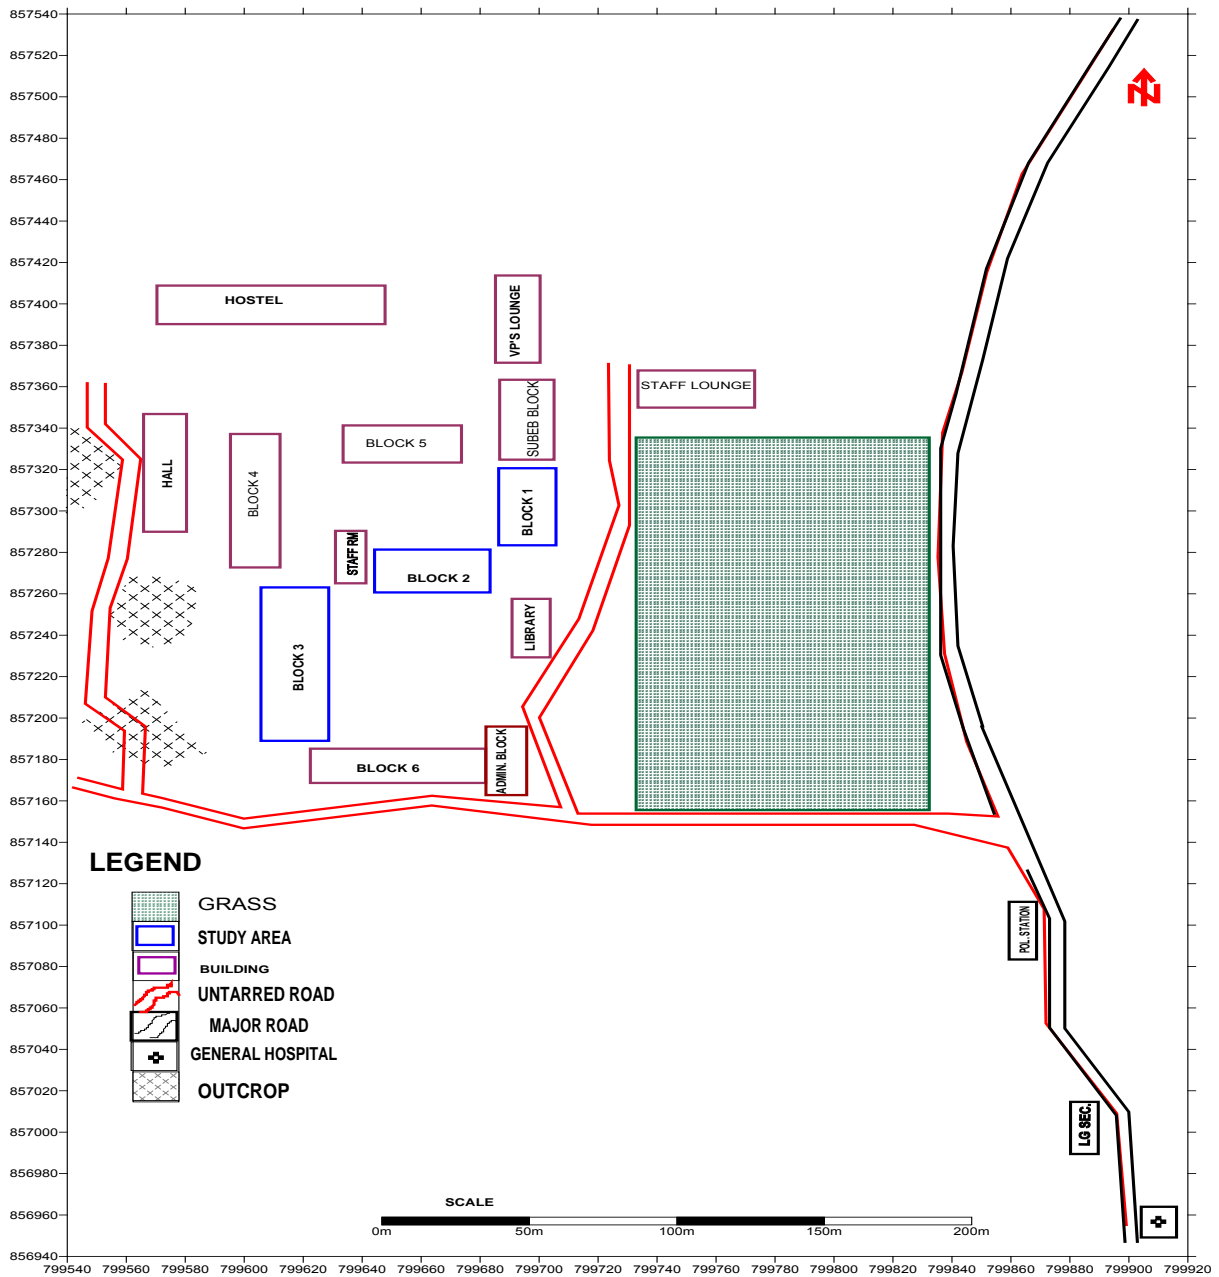 857540
857520
857500
857480
857460
857440
857420
857400
857380
857360
857340
857320
857300
857280
857260
857240
857220
857200
857180
857160
857140
857120
857100
857080
857060
857040
857020
857000
856980
856960
856940
N
HOSTEL
VP'S LOUNGE
STAFF LOUNGE
SUBEB BLOCK
HALL
BLOCK 4
BLOCK 5
BLOCK 1
STAFF RM
BLOCK 2
LIBRARY
BLOCK 3
BLOCK 6
ADMIN. BLOCK
LEGEND
GRASS
STUDY AREA
BUILDING
UNTARRED ROAD
MAJOR ROAD
GENERAL HOSPITAL
OUTCROP
POL. STATION
LG SEC.
SCALE
0m 50m 100m 150m 200m
799540 799560 799580 799600 799620 799640 799660 799680 799700 799720 799740 799760 799780 799800 799820 799840 799860 799880 799900 799920